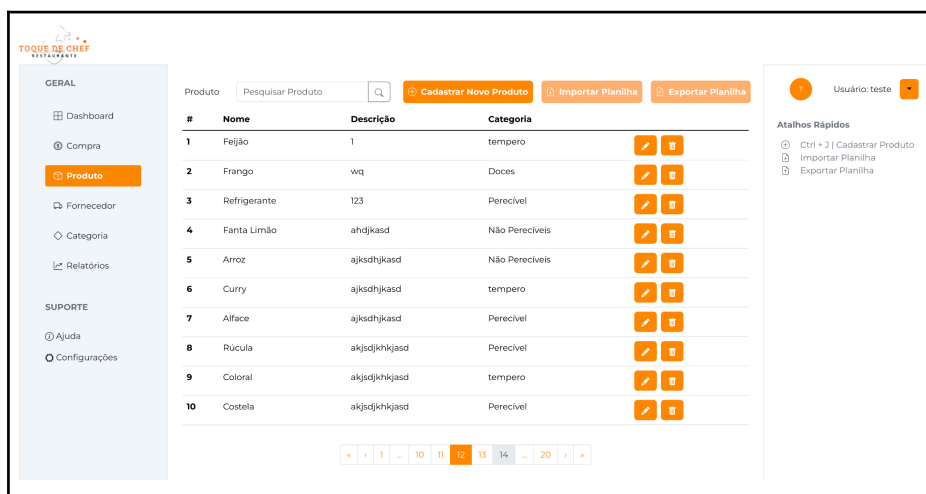 TOQUE DE CHEF
RESTAURANTE
GERAL
Dashboard
Compra
Produto
Fornecedor
Categoria
Relatórios
SUPORTE
Ajuda
Configurações
Produto Pesquisar Produto Cadastrar Novo Produto Importar Planilha Exportar Planilha
# Nome Descrição Categoria
1 Feijão 1 tempero
2 Frango wq Doces
3 Refrigerante 123 Perecível
4 Fanta Limão ahdjkasd Não Perecíveis
5 Arroz ajksdhjkasd Não Perecíveis
6 Curry ajksdhjkasd tempero
7 Alface ajksdhjkasd Perecível
8 Rúcula akjsdjkhkjasd Perecível
9 Coloral akjsdjkhkjasd tempero
10 Costela akjsdjkhkjasd Perecível
« ‹ 1 ... 10 11 12 13 14 ... 20 › »
T Usuário: teste
Atalhos Rápidos
Ctrl + J | Cadastrar Produto
Importar Planilha
Exportar Planilha